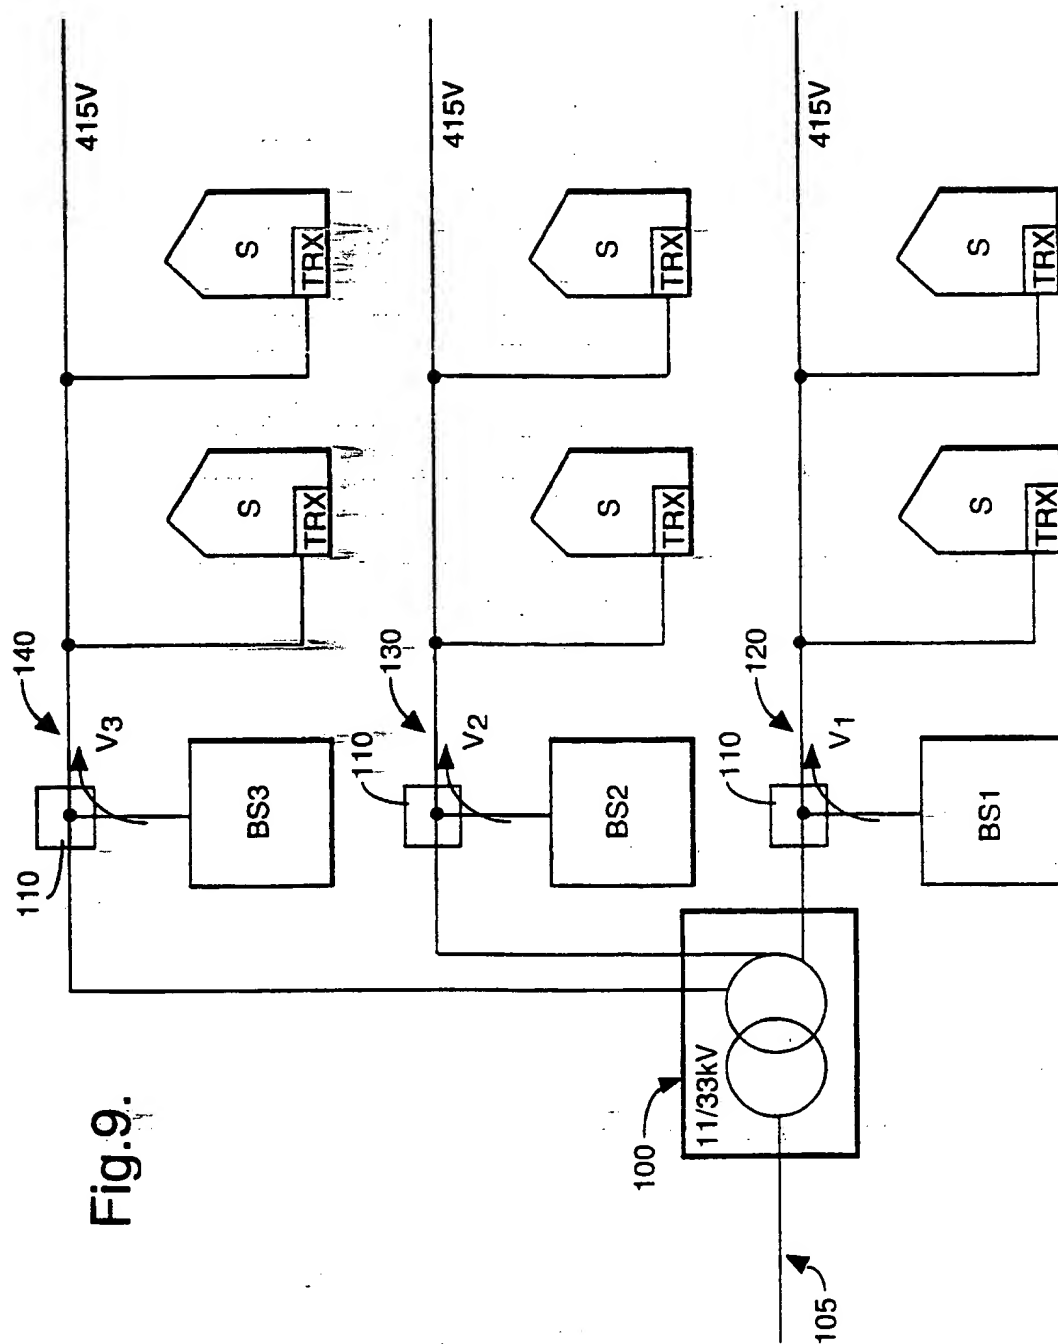 Fig.9.
110
140
V3
415V
BS3
S
S
TRX
TRX
110
130
V2
415V
BS2
S
S
TRX
TRX
100
11/33kV
110
120
V1
415V
105
BS1
S
S
TRX
TRX